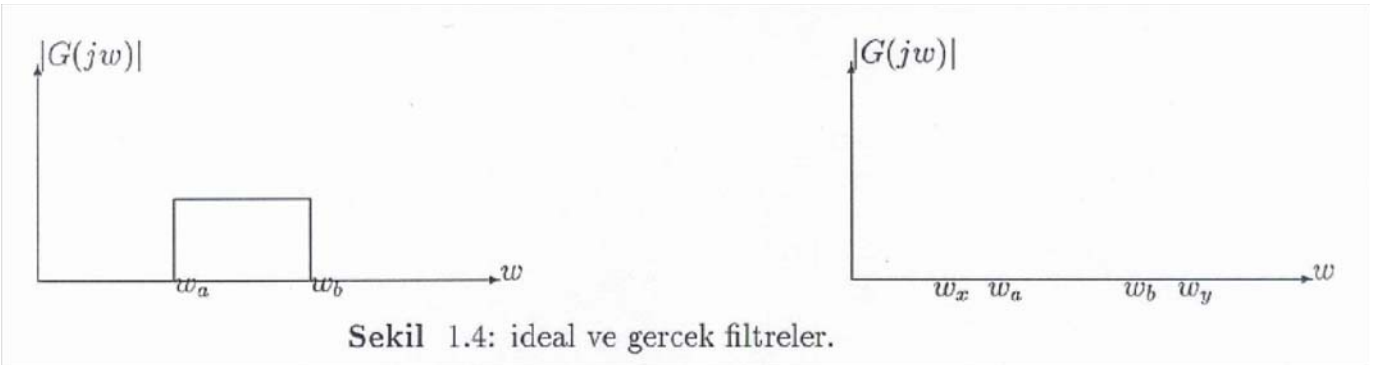 |G(jw)| |G(jw)|
w w
w_a w_b w_x w_a w_b w_y
Sekil 1.4: ideal ve gercek filtreler.